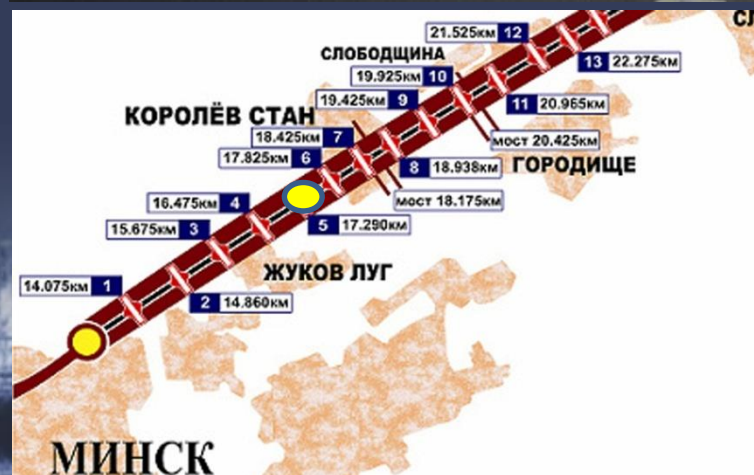 СЛ
21.525км 12
СЛОБОДЩИНА
13 22.275км
19.925км 10
19.425км 9
11 20.965км
КОРОЛЁВ СТАН
18.425км 7
мост 20.425км
17.825км 6
8 18.938км
ГОРОДИЩЕ
16.475км 4
мост 18.175км
15.675км 3
5 17.290км
ЖУКОВ ЛУГ
14.075км 1
2 14.860км
МИНСК